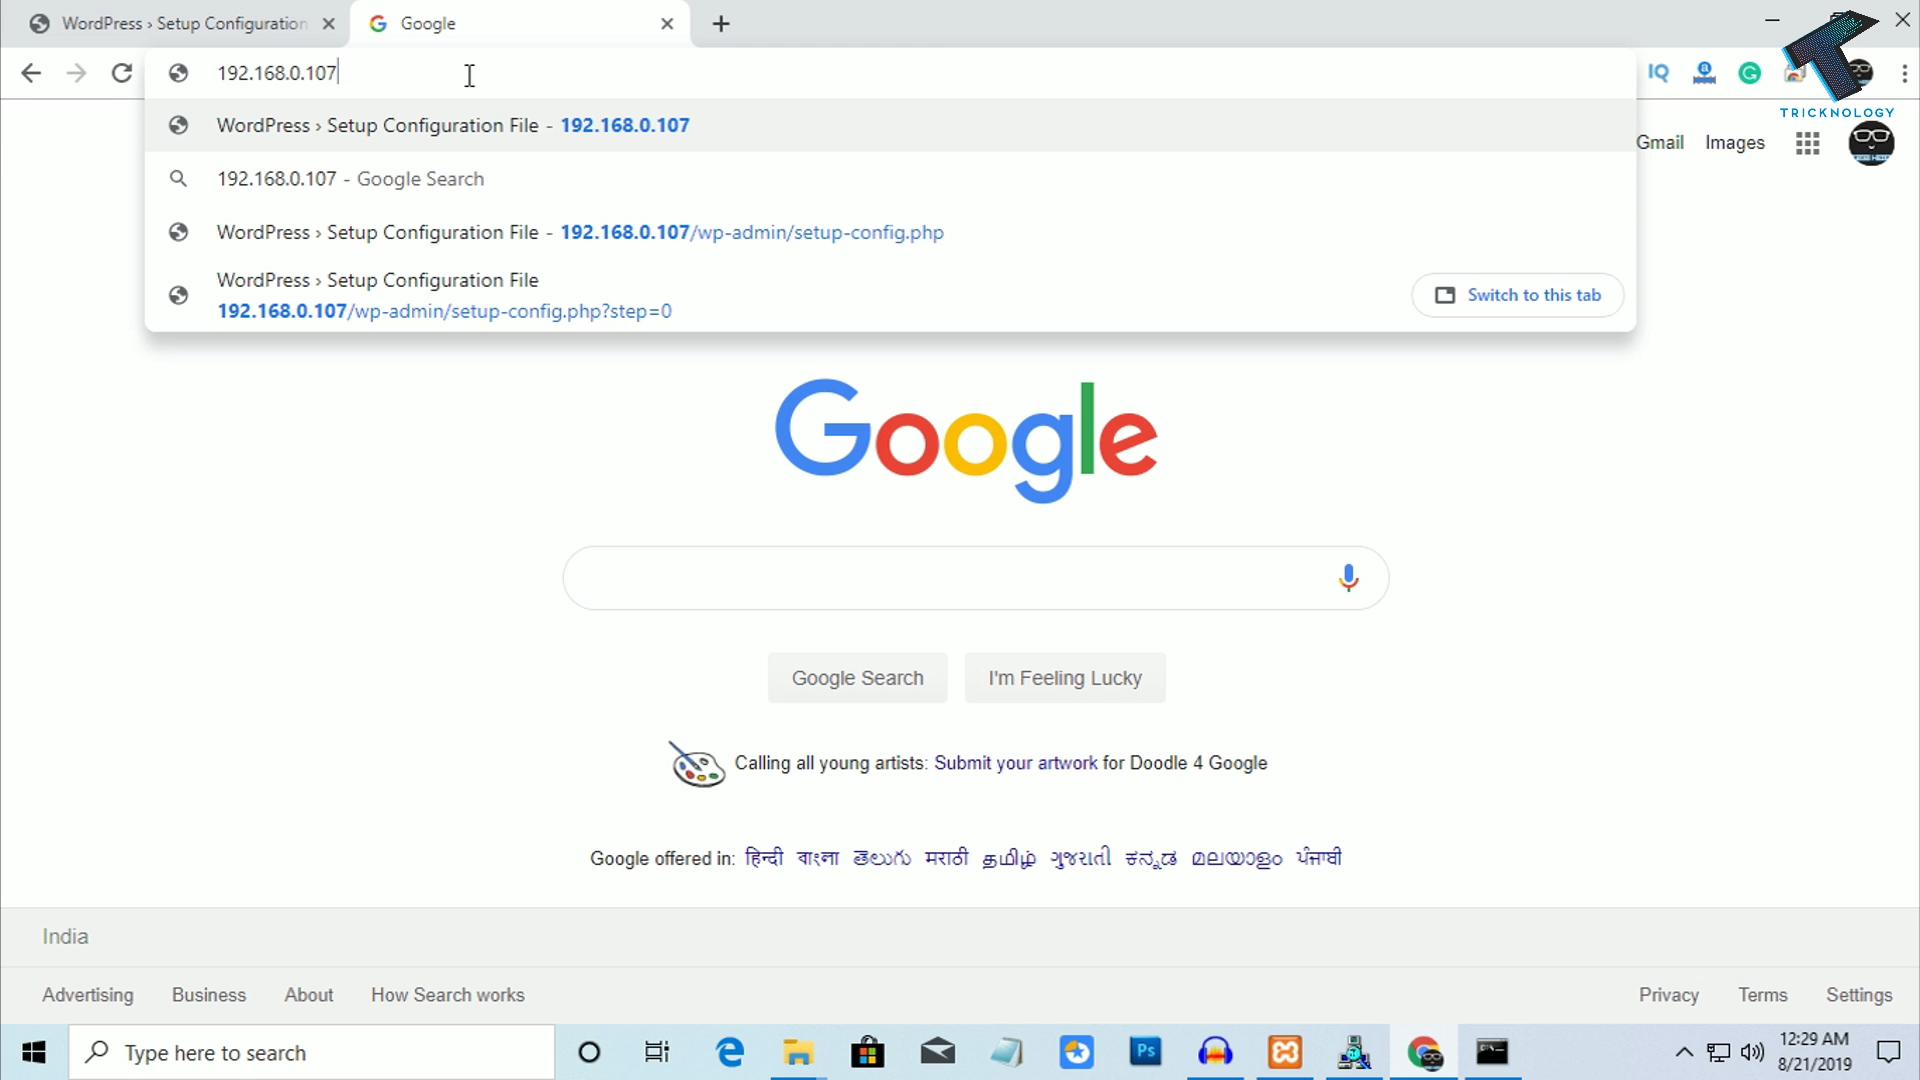 WordPress › Setup Configuration
Google
192.168.0.107
WordPress › Setup Configuration File - 192.168.0.107
192.168.0.107 - Google Search
WordPress › Setup Configuration File - 192.168.0.107/wp-admin/setup-config.php
WordPress › Setup Configuration File
192.168.0.107/wp-admin/setup-config.php?step=0
Switch to this tab
IQ
TRICKNOLOGY
Gmail Images
Google
Google Search I'm Feeling Lucky
Calling all young artists: Submit your artwork for Doodle 4 Google
Google offered in: हिन्दी বাংলা తెలుగు मराठी தமிழ் ગુજરાતી ಕನ್ನಡ മലയാളം ਪੰਜਾਬੀ
India
Advertising Business About How Search works Privacy Terms Settings
Type here to search
Ps
12:29 AM
8/21/2019